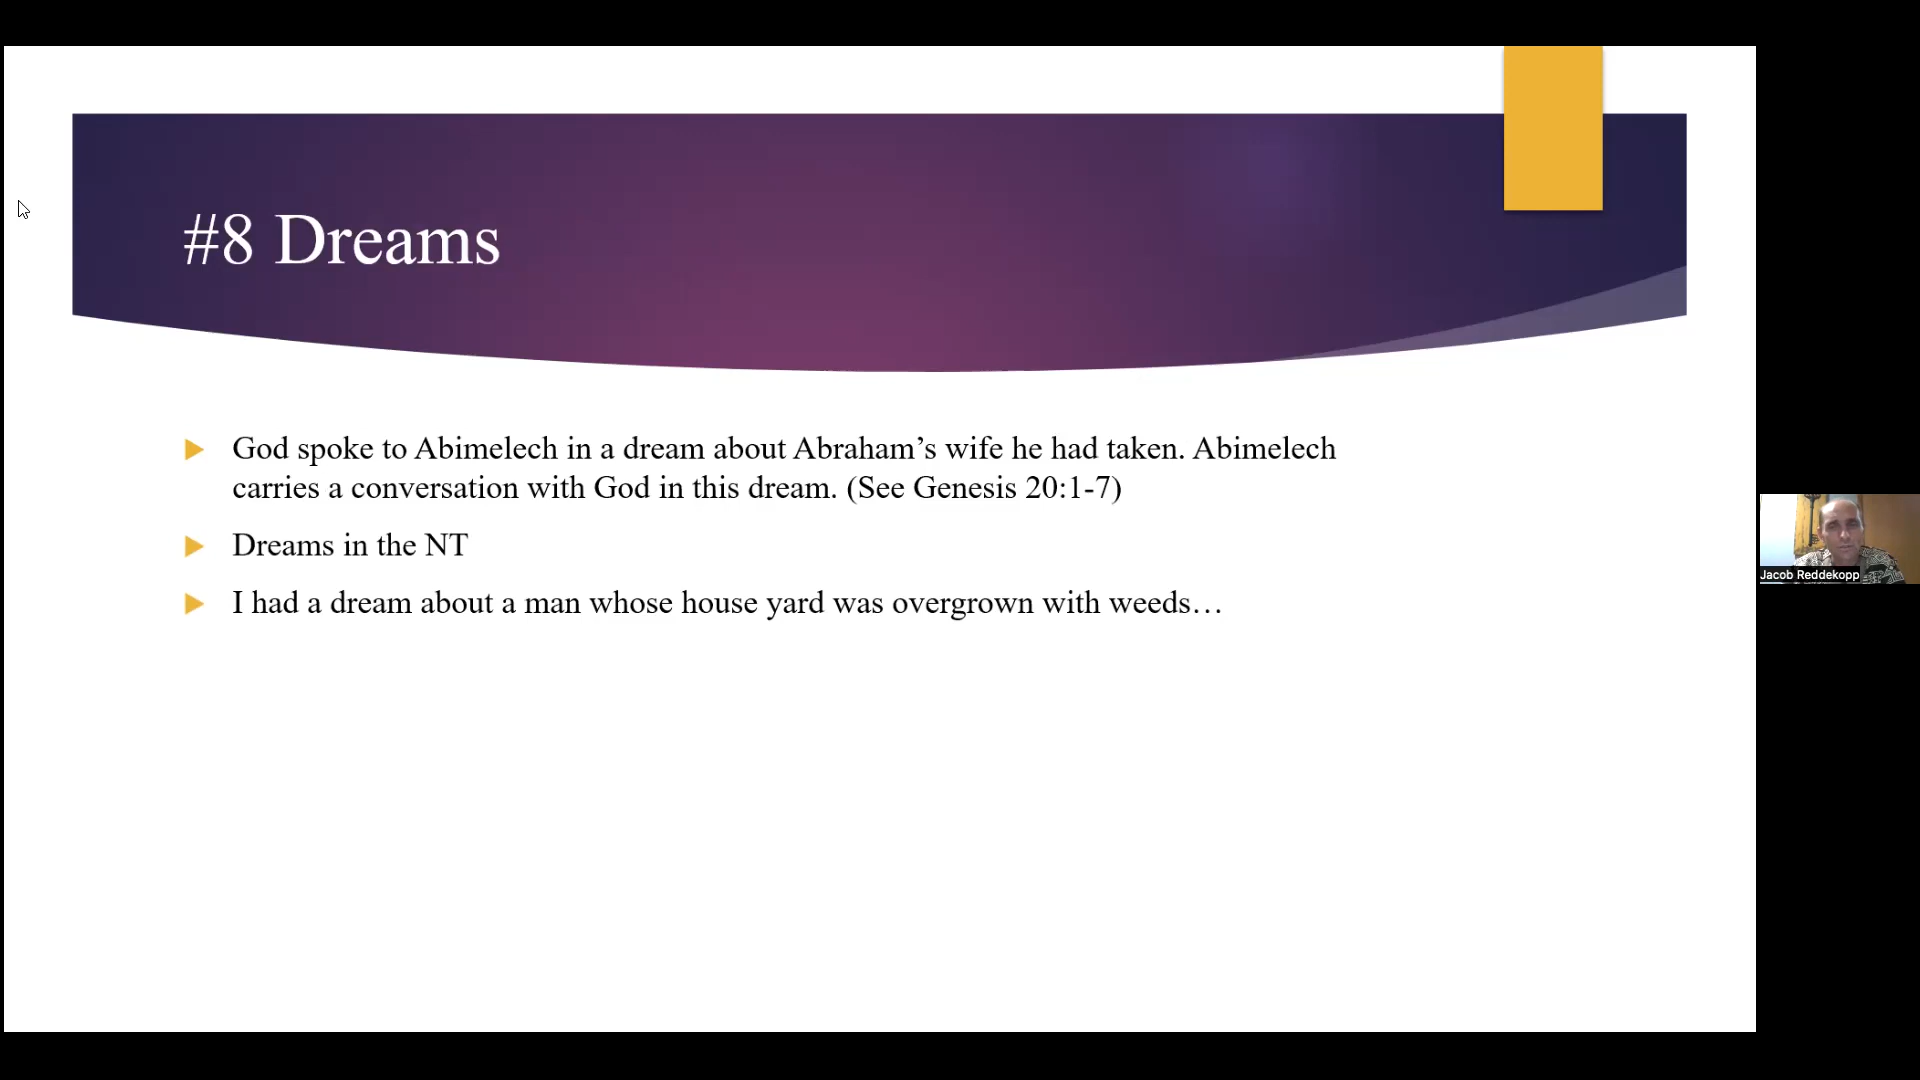 #8 Dreams
God spoke to Abimelech in a dream about Abraham’s wife he had taken. Abimelech
carries a conversation with God in this dream. (See Genesis 20:1-7)
Dreams in the NT
I had a dream about a man whose house yard was overgrown with weeds…
Jacob Reddekopp